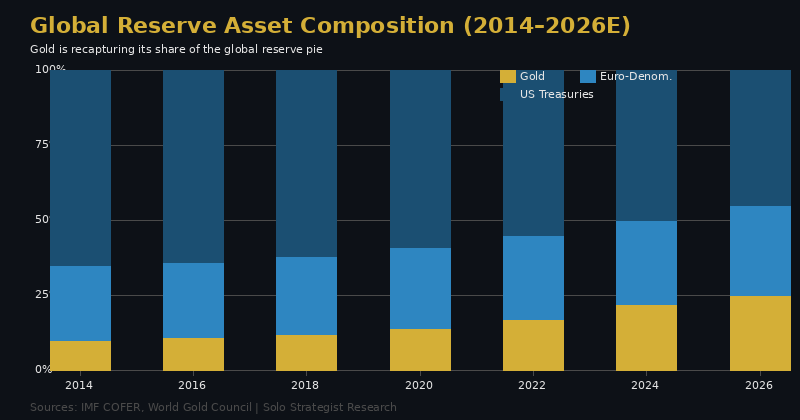 Global Reserve Asset Composition (2014–2026E)
Gold is recapturing its share of the global reserve pie
100%
Gold
Euro-Denom.
US Treasuries
75
50
25
0%
2014
2016
2018
2020
2022
2024
2026
Sources: IMF COFER, World Gold Council | Solo Strategist Research